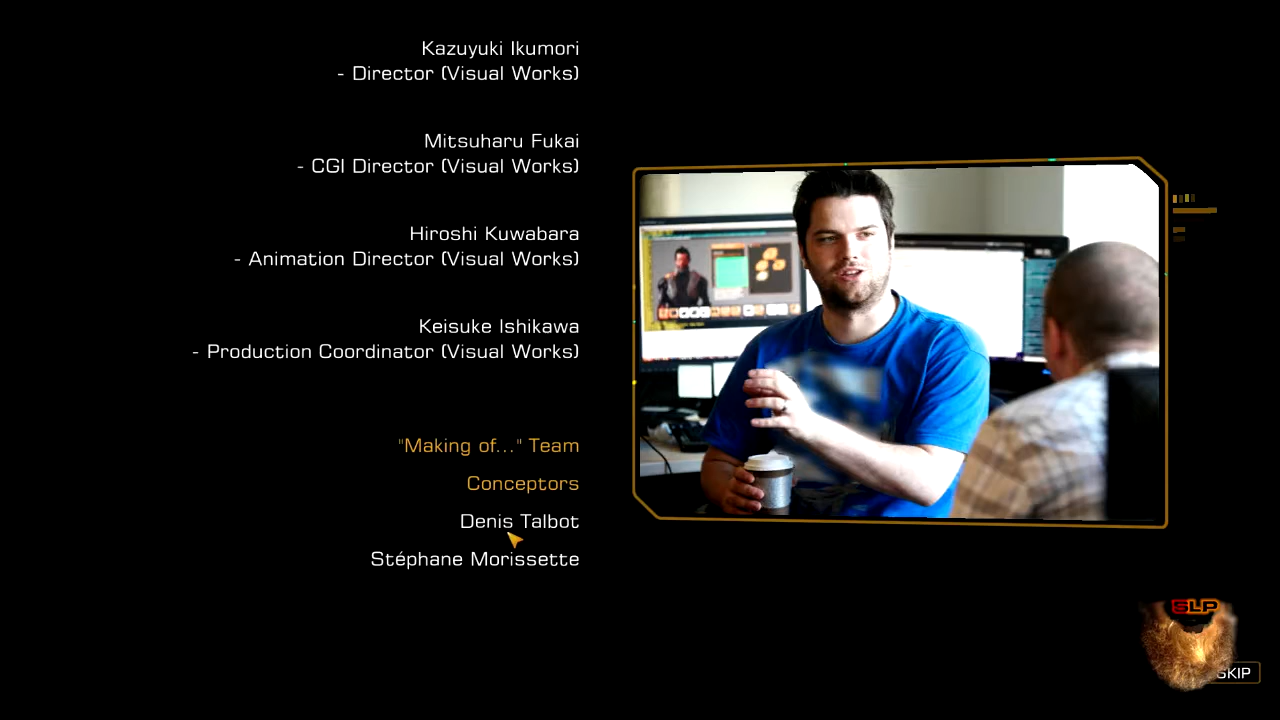 Kazuyuki Ikumori
- Director (Visual Works)
Mitsuharu Fukai
- CGI Director (Visual Works)
Hiroshi Kuwabara
- Animation Director (Visual Works)
Keisuke Ishikawa
- Production Coordinator (Visual Works)
"Making of..." Team
Conceptors
Denis Talbot
Stéphane Morissette
SLP
SKIP